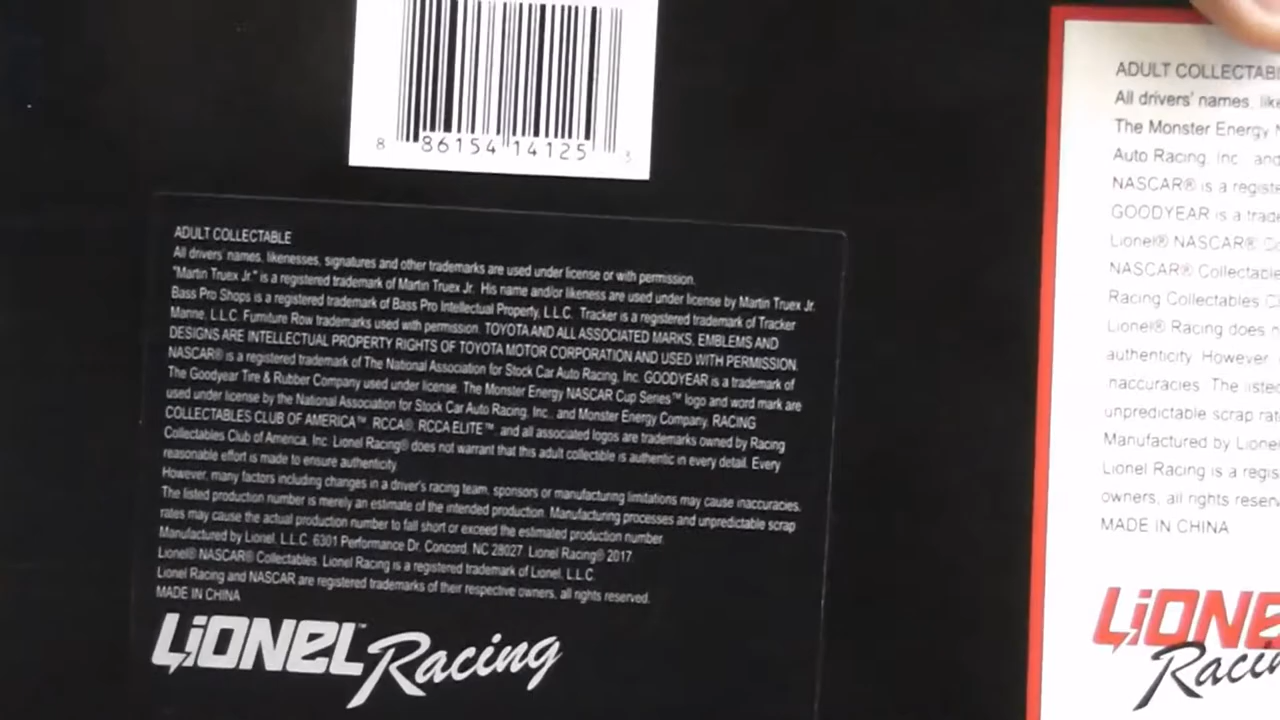 8 86154 14125 3
ADULT COLLECTABLE
All drivers' names, likenesses, signatures and other trademarks are used under license or with permission.
"Martin Truex Jr." is a registered trademark of Martin Truex Jr. His name and/or likeness are used under license by Martin Truex Jr.
Bass Pro Shops is a registered trademark of Bass Pro Intellectual Property, L.L.C. Tracker is a registered trademark of Tracker
Marine, L.L.C. Furniture Row trademarks used with permission. TOYOTA AND ALL ASSOCIATED MARKS, EMBLEMS AND
DESIGNS ARE INTELLECTUAL PROPERTY RIGHTS OF TOYOTA MOTOR CORPORATION AND USED WITH PERMISSION.
NASCAR® is a registered trademark of The National Association for Stock Car Auto Racing, Inc. GOODYEAR is a trademark of
The Goodyear Tire & Rubber Company used under license. The Monster Energy NASCAR Cup Series™ logo and word mark are
used under license by the National Association for Stock Car Auto Racing, Inc., and Monster Energy Company. RACING
COLLECTABLES CLUB OF AMERICA™, RCCA®, RCCA ELITE™, and all associated logos are trademarks owned by Racing
Collectables Club of America, Inc. Lionel Racing® does not warrant that this adult collectible is authentic in every detail. Every
reasonable effort is made to ensure authenticity.
However, many factors including changes in a driver's racing team, sponsors or manufacturing limitations may cause inaccuracies.
The listed production number is merely an estimate of the intended production. Manufacturing processes and unpredictable scrap
rates may cause the actual production number to fall short or exceed the estimated production number.
Manufactured by Lionel, L.L.C. 6301 Performance Dr. Concord, NC 28027. Lionel Racing® 2017.
Lionel® NASCAR® Collectables. Lionel Racing is a registered trademark of Lionel, L.L.C.
Lionel Racing and NASCAR are registered trademarks of their respective owners, all rights reserved.
MADE IN CHINA
LIONEL™ Racing
ADULT COLLECTAB
All drivers' names, like
The Monster Energy N
Auto Racing, Inc. and
NASCAR® is a registe
GOODYEAR is a trade
Lionel® NASCAR® Co
NASCAR® Collectable
Racing Collectables Cl
Lionel® Racing does n
authenticity. However,
inaccuracies. The listed
unpredictable scrap rat
Manufactured by Lionel
Lionel Racing is a regis
owners, all rights reserv
MADE IN CHINA
LIONE
Racin